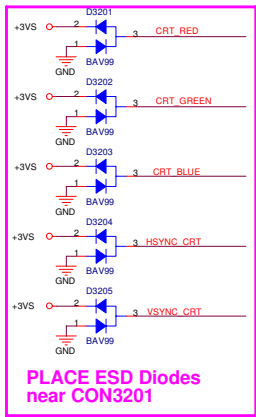 D3201
+3VS 2
3 CRT_RED
1
GND BAV99
D3202
+3VS 2
3 CRT_GREEN
1
GND BAV99
D3203
+3VS 2
3 CRT_BLUE
1
GND BAV99
D3204
+3VS 2
3 HSYNC_CRT
1
GND BAV99
D3205
+3VS 2
3 VSYNC_CRT
1
GND BAV99
PLACE ESD Diodes
near CON3201